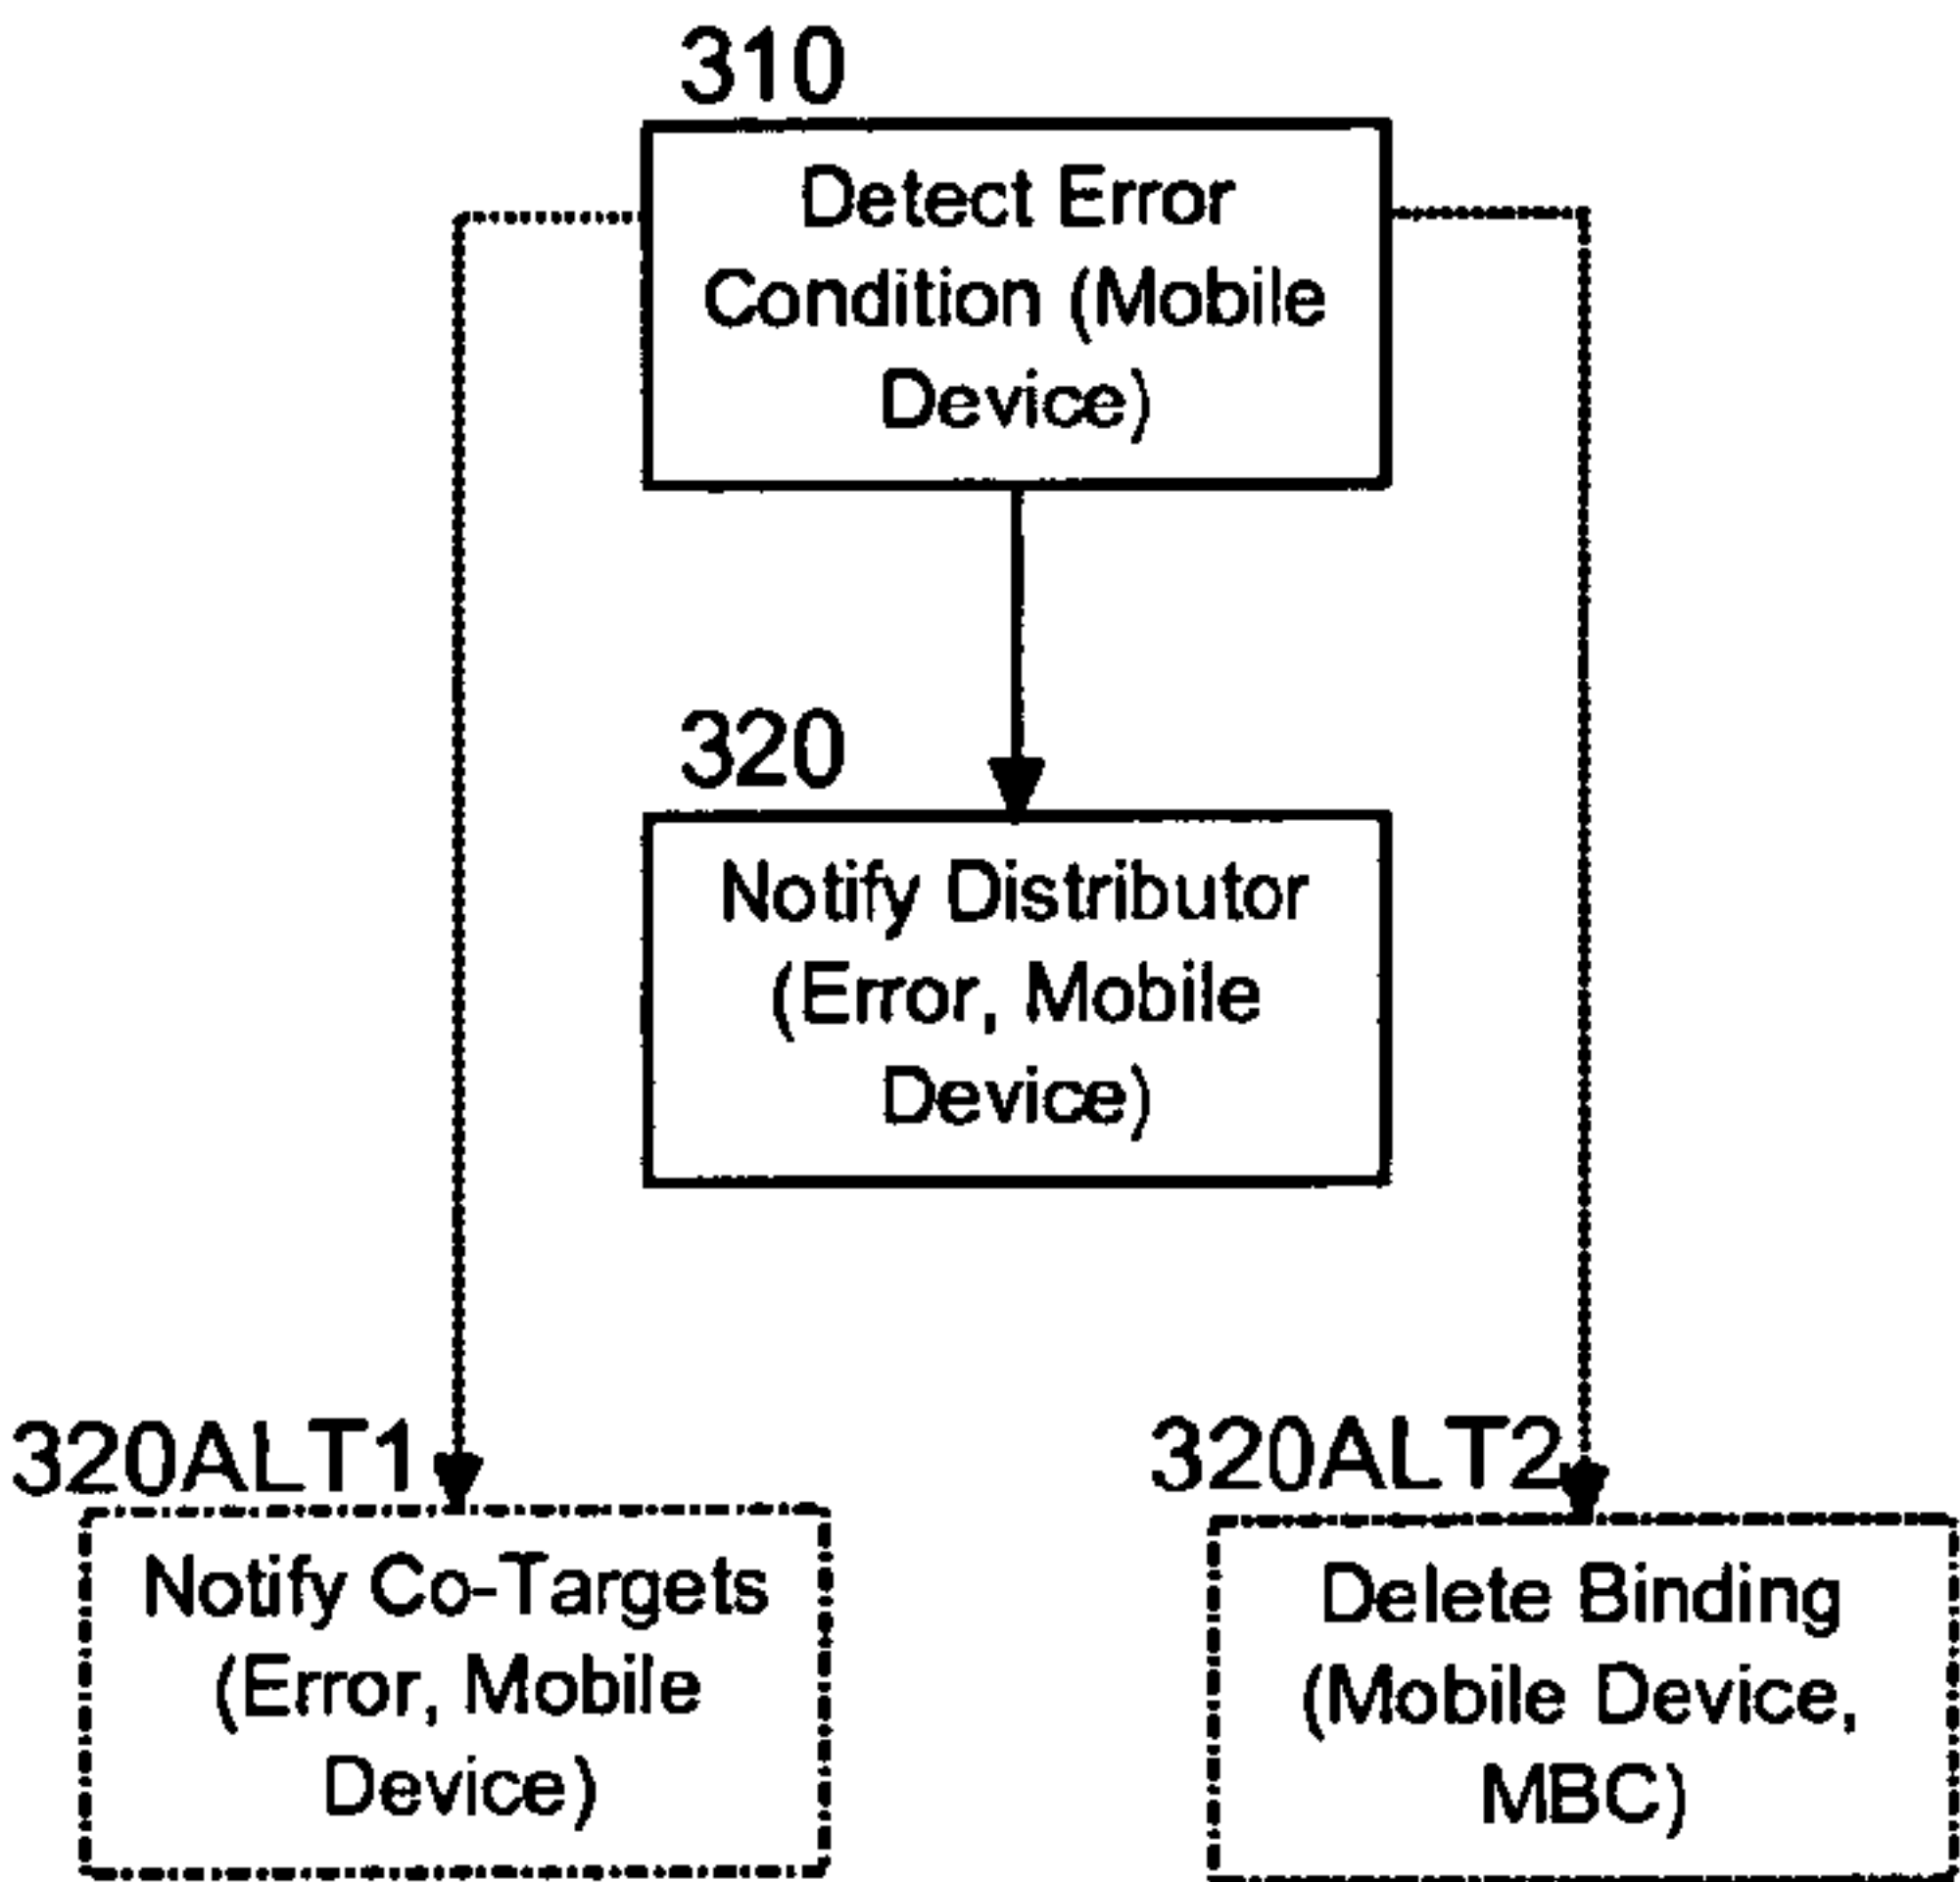 310
Detect Error
Condition (Mobile
Device)
320
Notify Distributor
(Error, Mobile
Device)
320ALT1
Notify Co-Targets
(Error, Mobile
Device)
320ALT2
Delete Binding
(Mobile Device,
MBC)